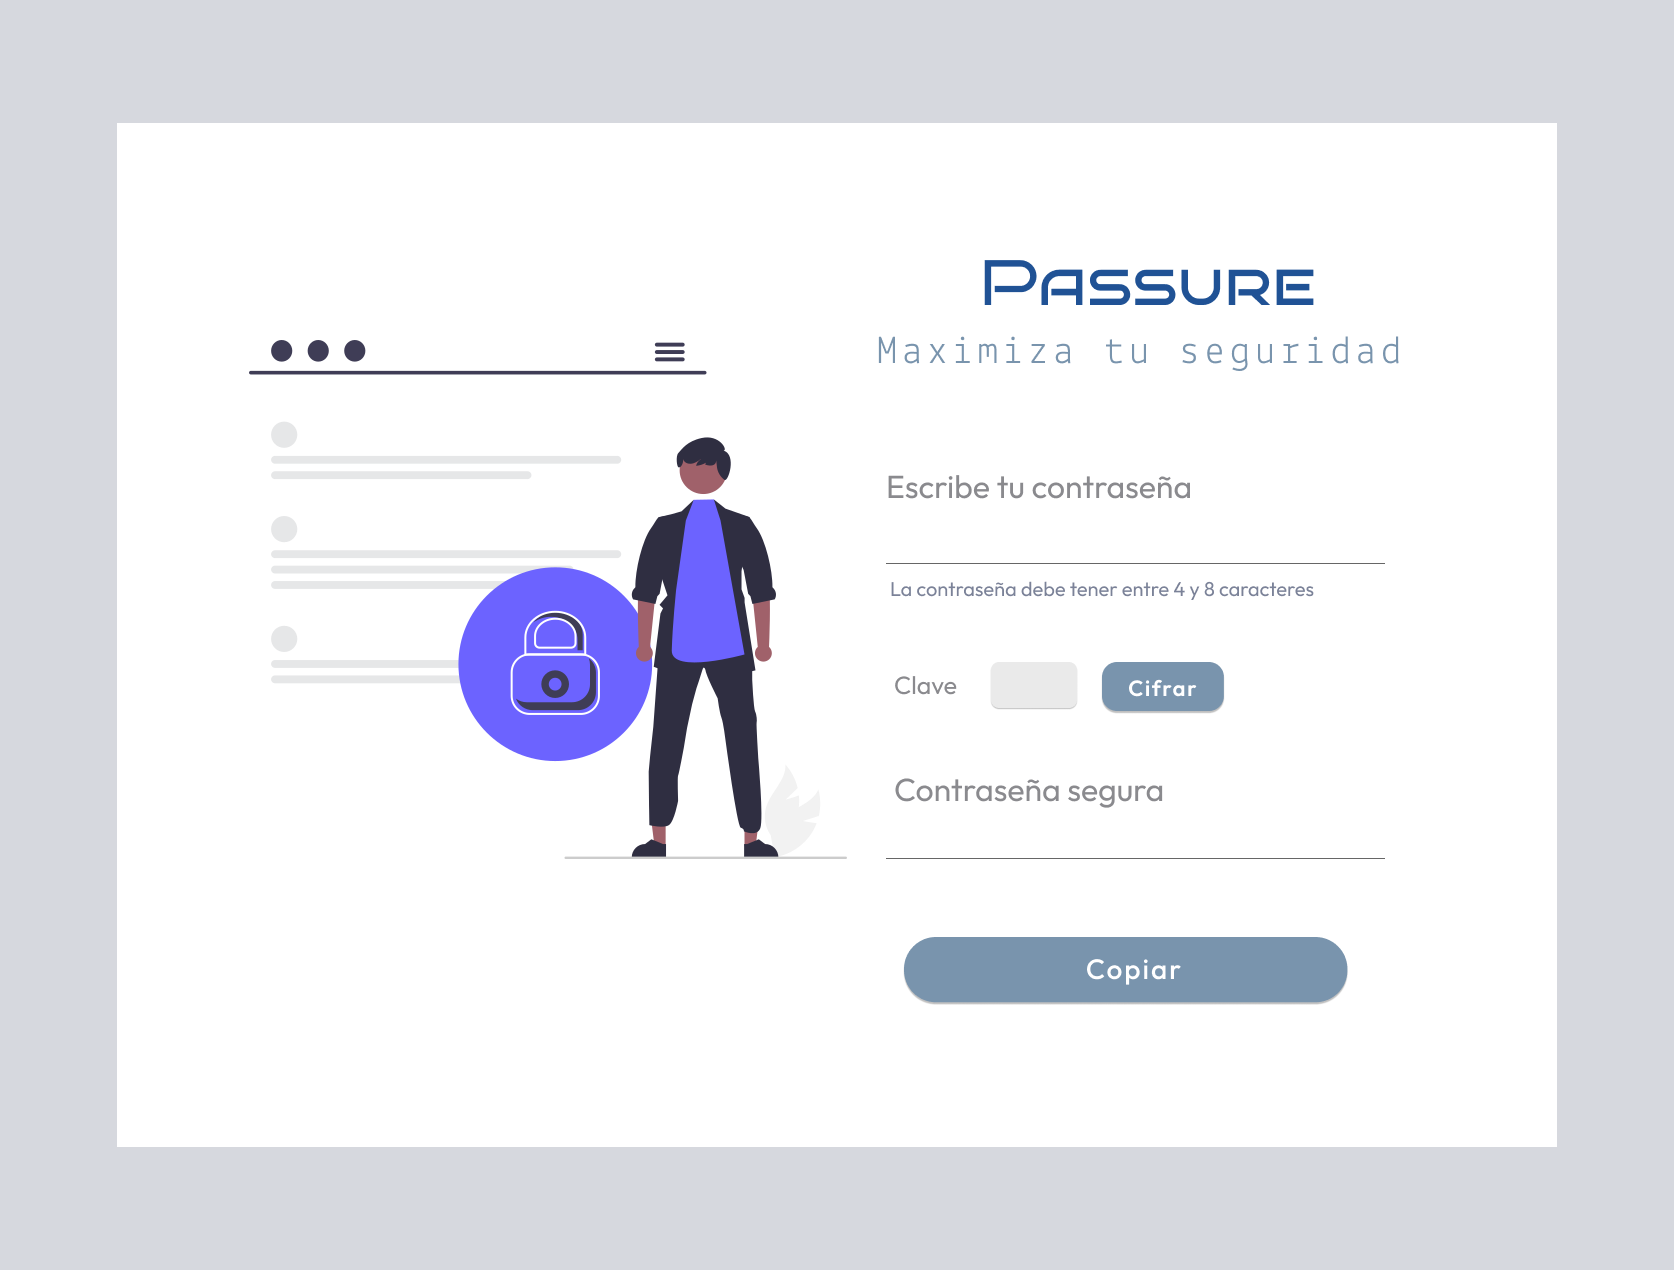 PASSURE
Maximiza tu seguridad
Escribe tu contraseña
La contraseña debe tener entre 4 y 8 caracteres
Clave
Cifrar
Contraseña segura
Copiar